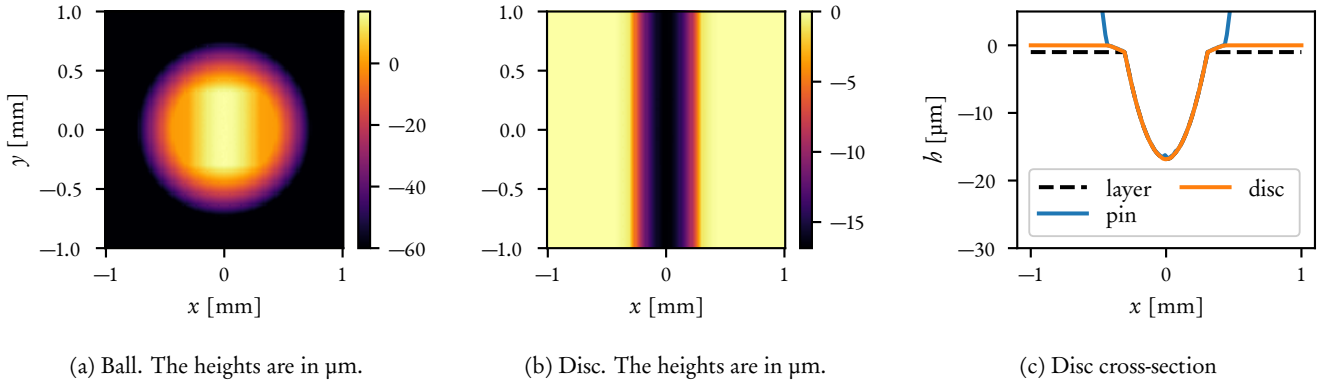 1.0
0.5
0.0
−0.5
−1.0
y [mm]
−1
0
1
x [mm]
0
−20
−40
−60
(a) Ball. The heights are in µm.
1.0
0.5
0.0
−0.5
−1.0
−1
0
1
x [mm]
0
−5
−10
−15
(b) Disc. The heights are in µm.
0
−10
−20
−30
h [µm]
layer
pin
disc
−1
0
1
x [mm]
(c) Disc cross-section